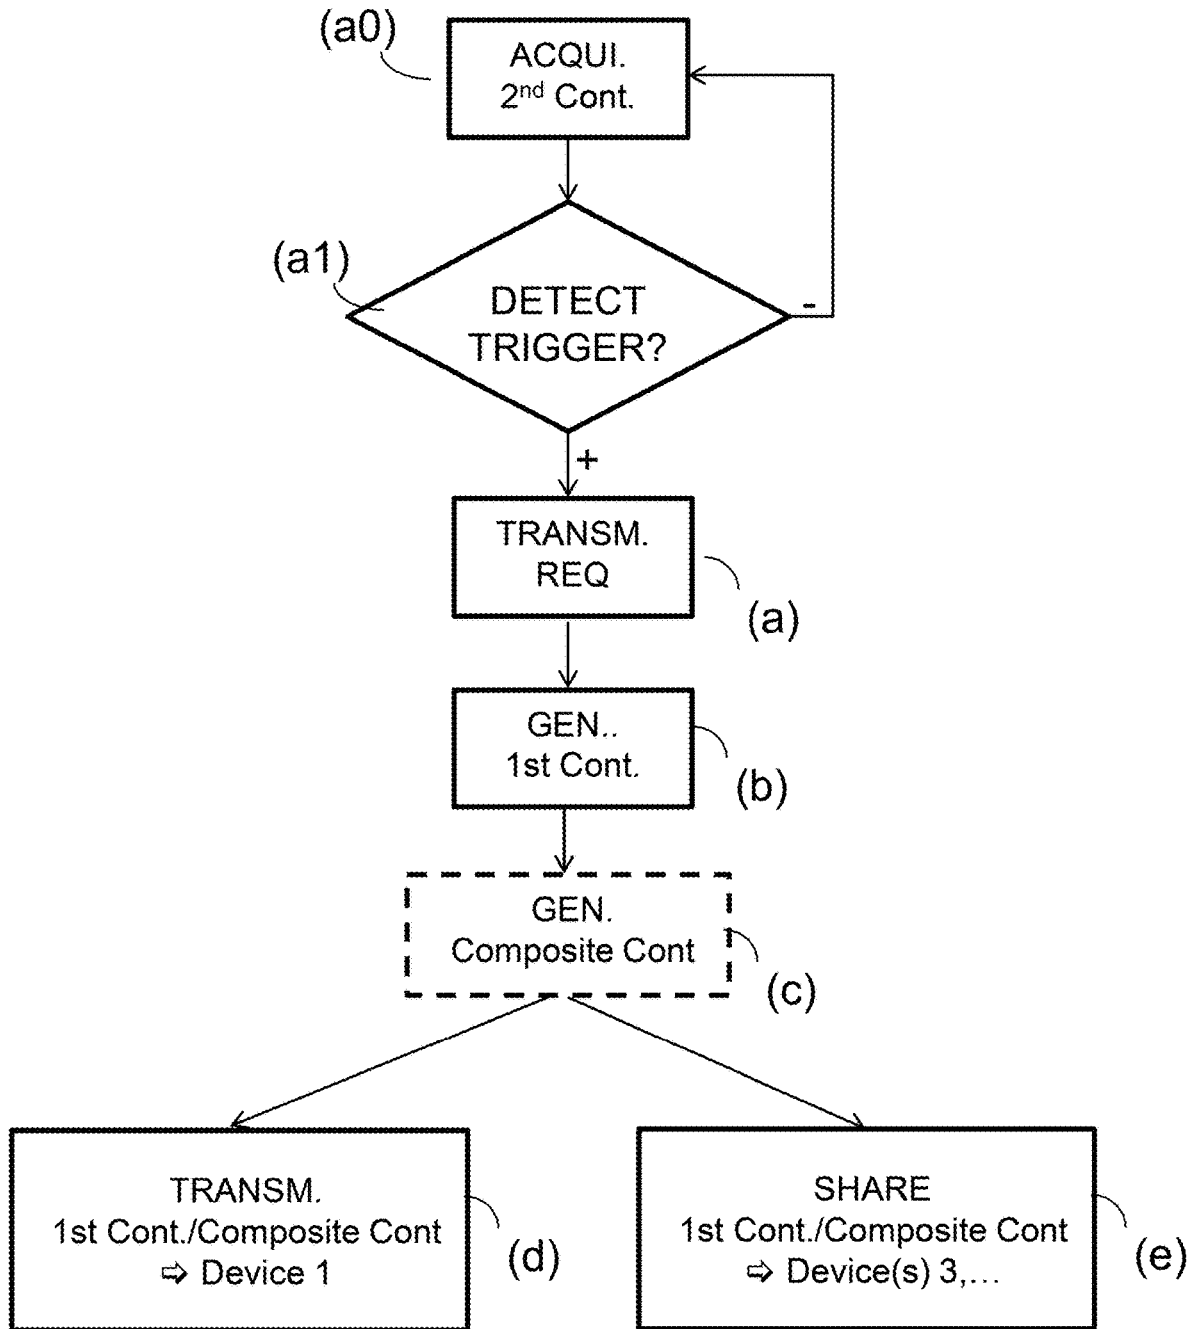 (a0)
ACQUI.
2nd Cont.
(a1)
DETECT
TRIGGER?
-
+
TRANSM.
REQ
(a)
GEN..
1st Cont.
(b)
GEN.
Composite Cont
(c)
TRANSM.
1st Cont./Composite Cont
⇨ Device 1
(d)
SHARE
1st Cont./Composite Cont
⇨ Device(s) 3,…
(e)